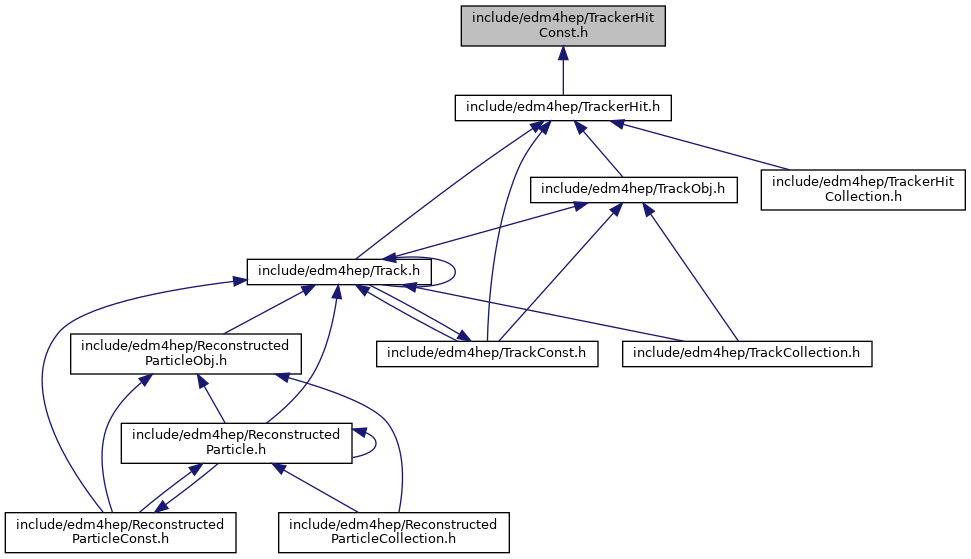 include/edm4hep/TrackerHit
Const.h
include/edm4hep/TrackerHit.h
include/edm4hep/TrackObj.h
include/edm4hep/TrackerHit
Collection.h
include/edm4hep/Track.h
include/edm4hep/Reconstructed
ParticleObj.h
include/edm4hep/TrackConst.h
include/edm4hep/TrackCollection.h
include/edm4hep/Reconstructed
Particle.h
include/edm4hep/Reconstructed
ParticleConst.h
include/edm4hep/Reconstructed
ParticleCollection.h